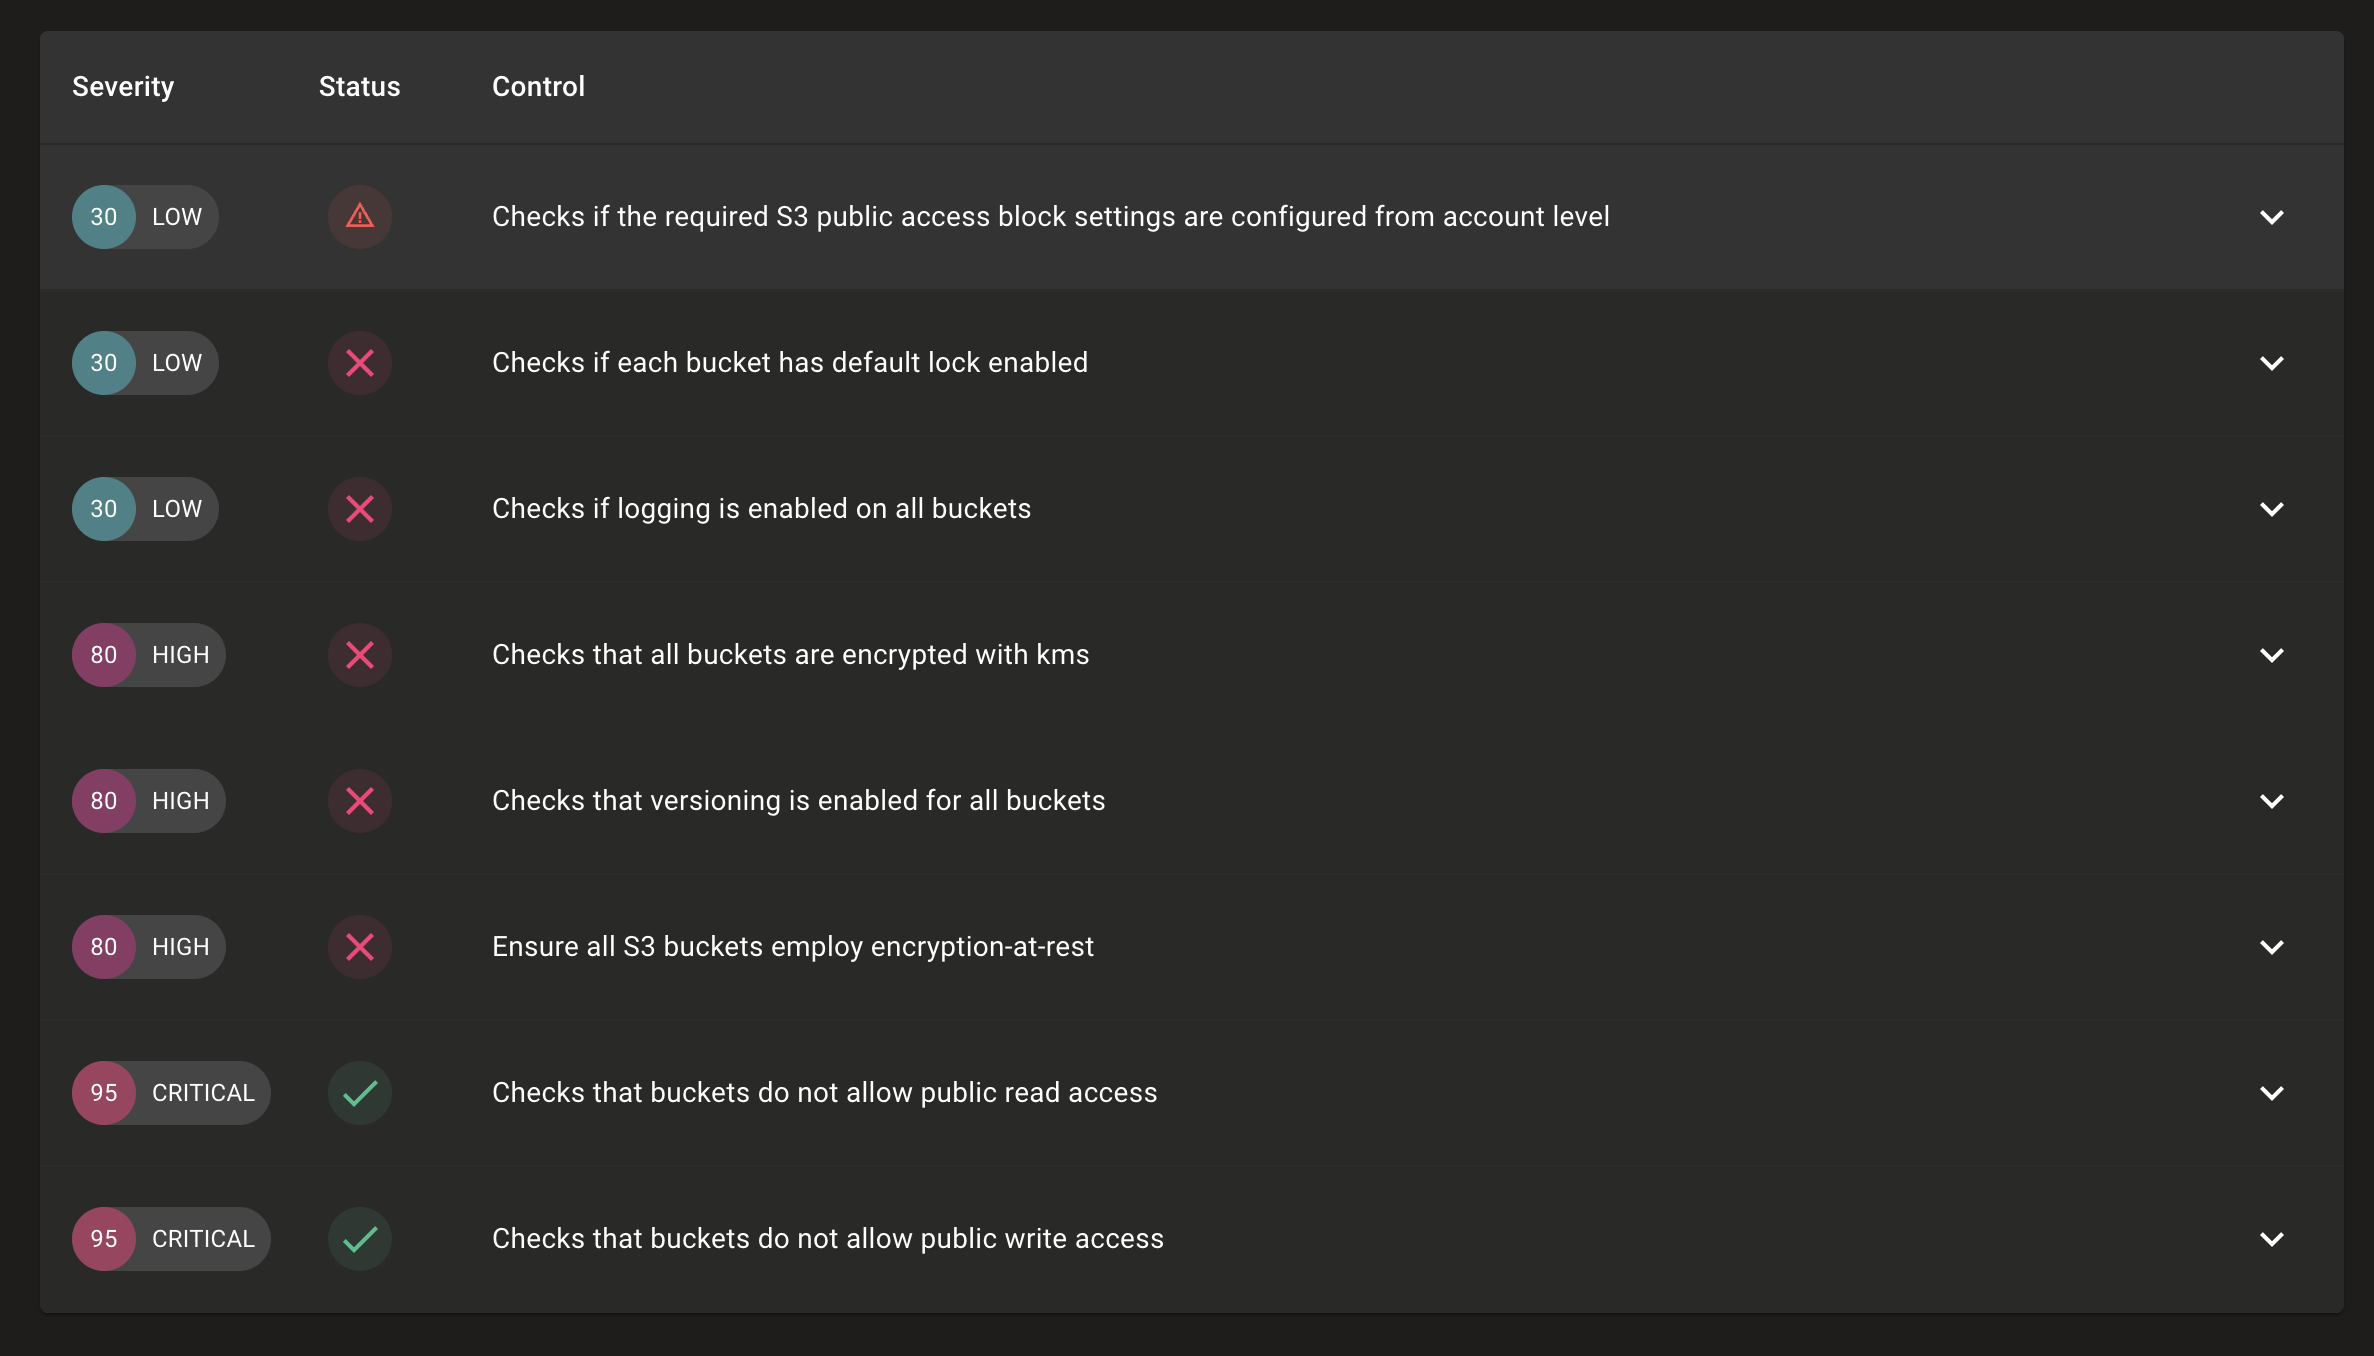 Severity Status Control
30 LOW Checks if the required S3 public access block settings are configured from account level
30 LOW Checks if each bucket has default lock enabled
30 LOW Checks if logging is enabled on all buckets
80 HIGH Checks that all buckets are encrypted with kms
80 HIGH Checks that versioning is enabled for all buckets
80 HIGH Ensure all S3 buckets employ encryption-at-rest
95 CRITICAL Checks that buckets do not allow public read access
95 CRITICAL Checks that buckets do not allow public write access